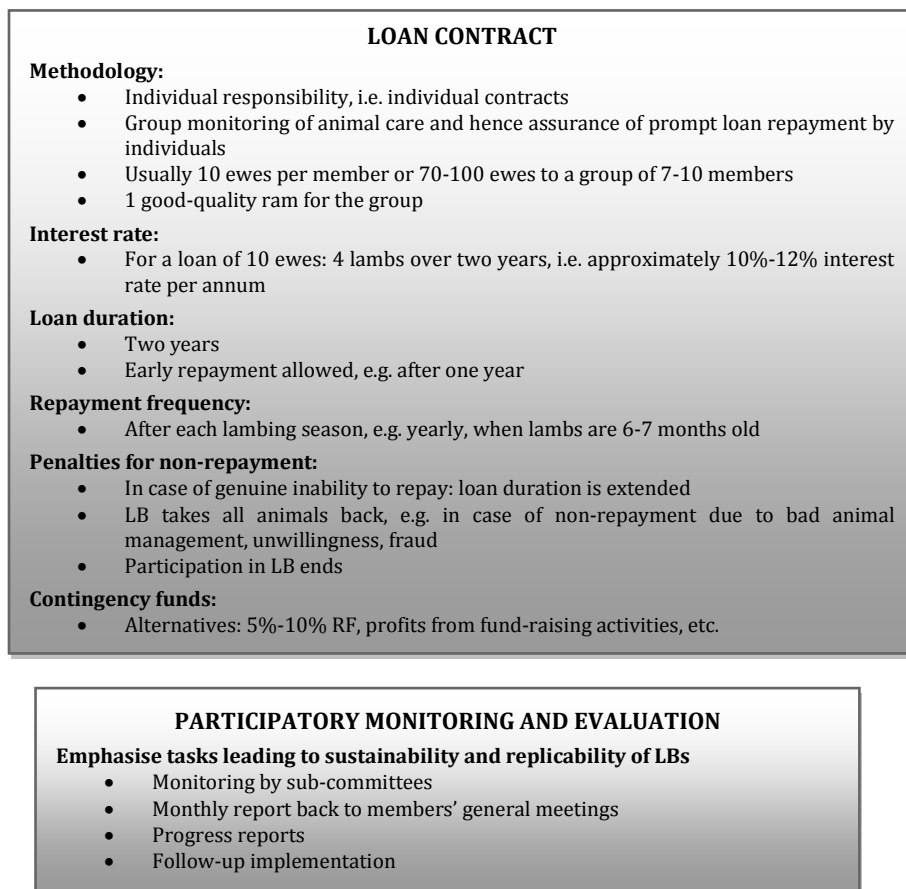 LOAN CONTRACT
Methodology:
• Individual responsibility, i.e. individual contracts
• Group monitoring of animal care and hence assurance of prompt loan repayment by
individuals
• Usually 10 ewes per member or 70-100 ewes to a group of 7-10 members
• 1 good-quality ram for the group
Interest rate:
• For a loan of 10 ewes: 4 lambs over two years, i.e. approximately 10%-12% interest
rate per annum
Loan duration:
• Two years
• Early repayment allowed, e.g. after one year
Repayment frequency:
• After each lambing season, e.g. yearly, when lambs are 6-7 months old
Penalties for non-repayment:
• In case of genuine inability to repay: loan duration is extended
• LB takes all animals back, e.g. in case of non-repayment due to bad animal
management, unwillingness, fraud
• Participation in LB ends
Contingency funds:
• Alternatives: 5%-10% RF, profits from fund-raising activities, etc.
PARTICIPATORY MONITORING AND EVALUATION
Emphasise tasks leading to sustainability and replicability of LBs
• Monitoring by sub-committees
• Monthly report back to members’ general meetings
• Progress reports
• Follow-up implementation